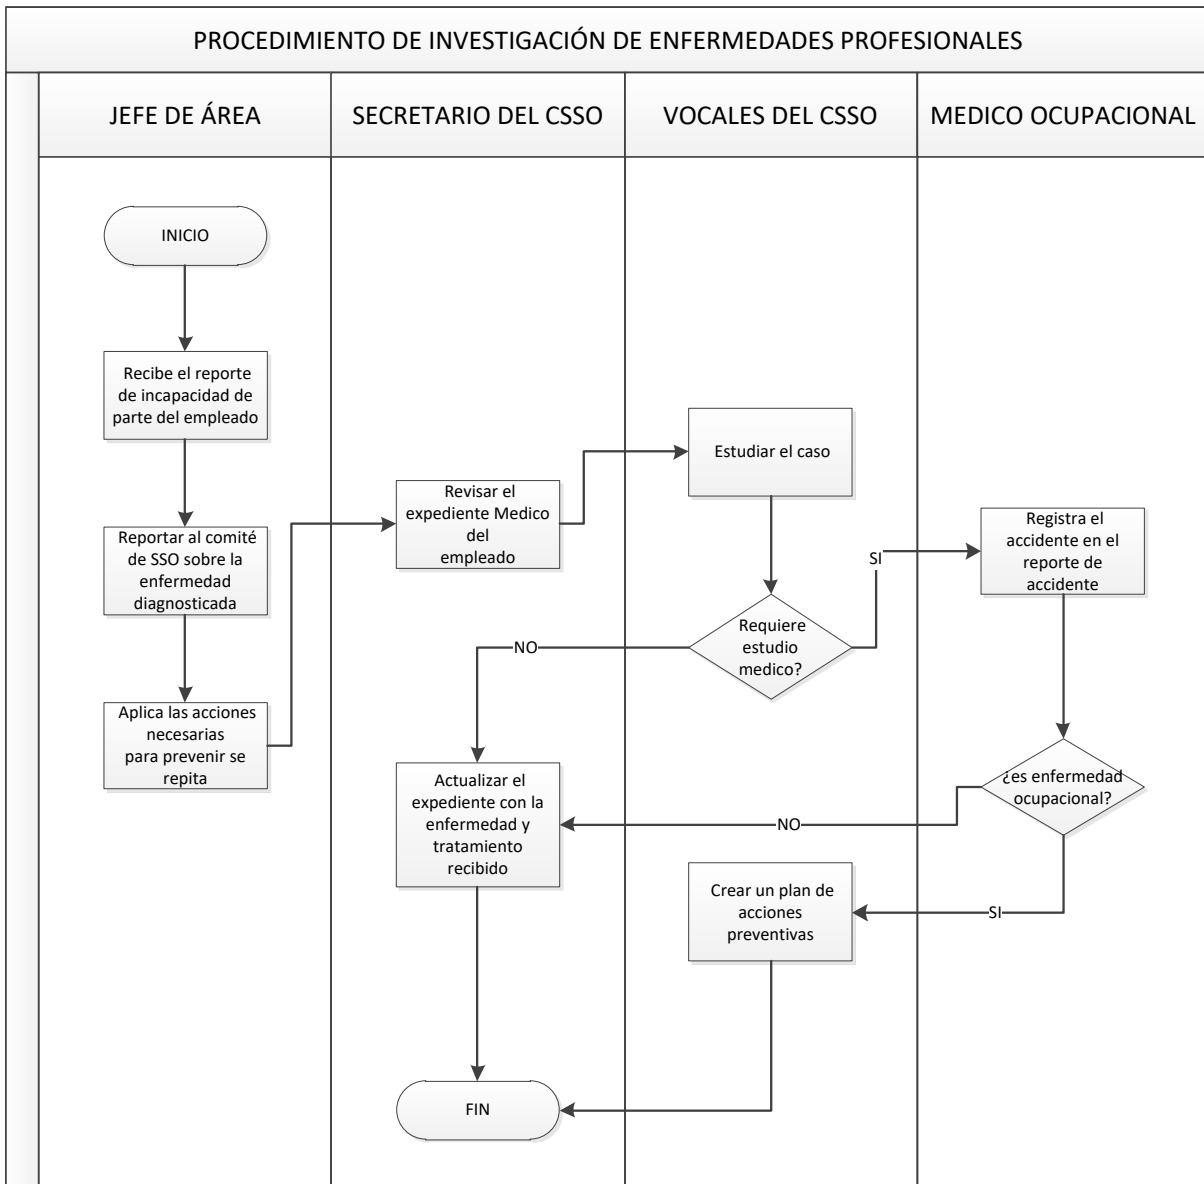 PROCEDIMIENTO DE INVESTIGACIÓN DE ENFERMEDADES PROFESIONALES
JEFE DE ÁREA
SECRETARIO DEL CSSO
VOCALES DEL CSSO
MEDICO OCUPACIONAL
INICIO
Recibe el reporte
de incapacidad de
parte del empleado
Reportar al comité
de SSO sobre la
enfermedad
diagnosticada
Aplica las acciones
necesarias
para prevenir se
repita
Revisar el
expediente Medico
del
empleado
Estudiar el caso
Requiere
estudio
medico?
SI
NO
Registra el
accidente en el
reporte de
accidente
¿es enfermedad
ocupacional?
NO
SI
Actualizar el
expediente con la
enfermedad y
tratamiento
recibido
Crear un plan de
acciones
preventivas
FIN